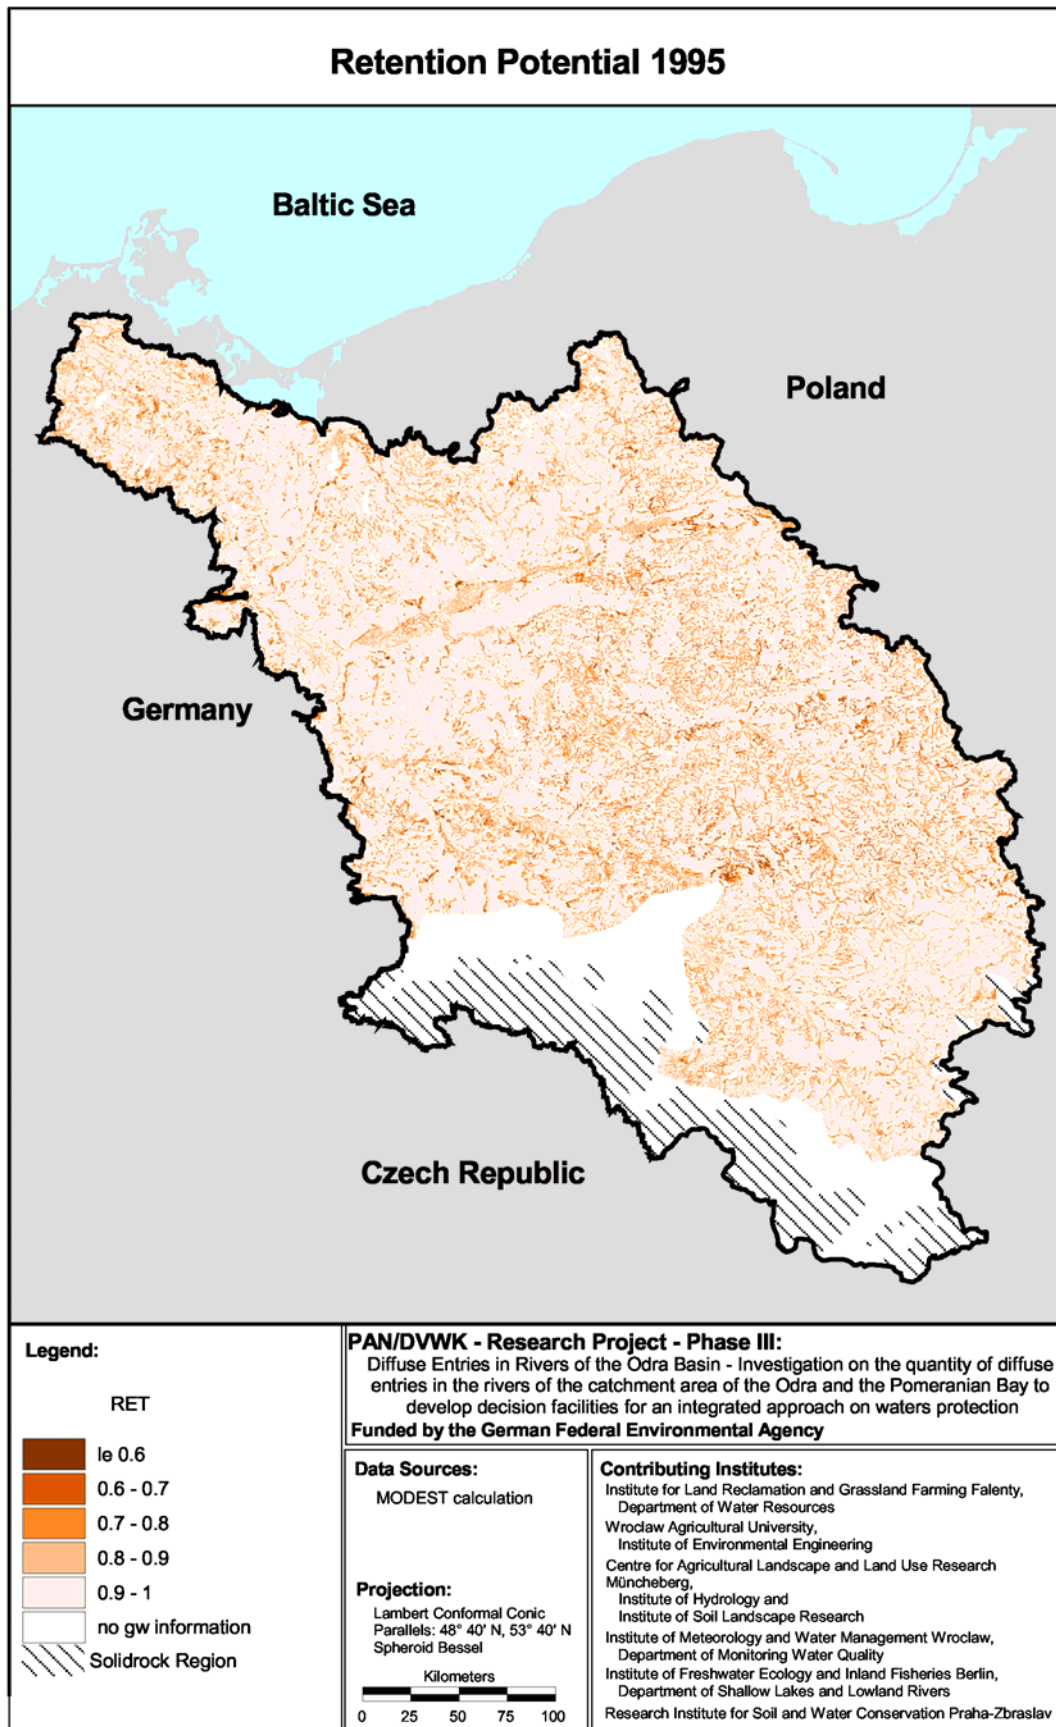 Retention Potential 1995
Baltic Sea
Poland
Germany
Czech Republic
Legend:
RET
le 0.6
0.6 - 0.7
0.7 - 0.8
0.8 - 0.9
0.9 - 1
no gw information
Solidrock Region
PAN/DVWK - Research Project - Phase III:
Diffuse Entries in Rivers of the Odra Basin - Investigation on the quantity of diffuse
entries in the rivers of the catchment area of the Odra and the Pomeranian Bay to
develop decision facilities for an integrated approach on waters protection
Funded by the German Federal Environmental Agency
Data Sources:
MODEST calculation
Projection:
Lambert Conformal Conic
Parallels: 48° 40' N, 53° 40' N
Spheroid Bessel
Kilometers
0 25 50 75 100
Contributing Institutes:
Institute for Land Reclamation and Grassland Farming Falenty,
Department of Water Resources
Wroclaw Agricultural University,
Institute of Environmental Engineering
Centre for Agricultural Landscape and Land Use Research
Müncheberg,
Institute of Hydrology and
Institute of Soil Landscape Research
Institute of Meteorology and Water Management Wroclaw,
Department of Monitoring Water Quality
Institute of Freshwater Ecology and Inland Fisheries Berlin,
Department of Shallow Lakes and Lowland Rivers
Research Institute for Soil and Water Conservation Praha-Zbraslav